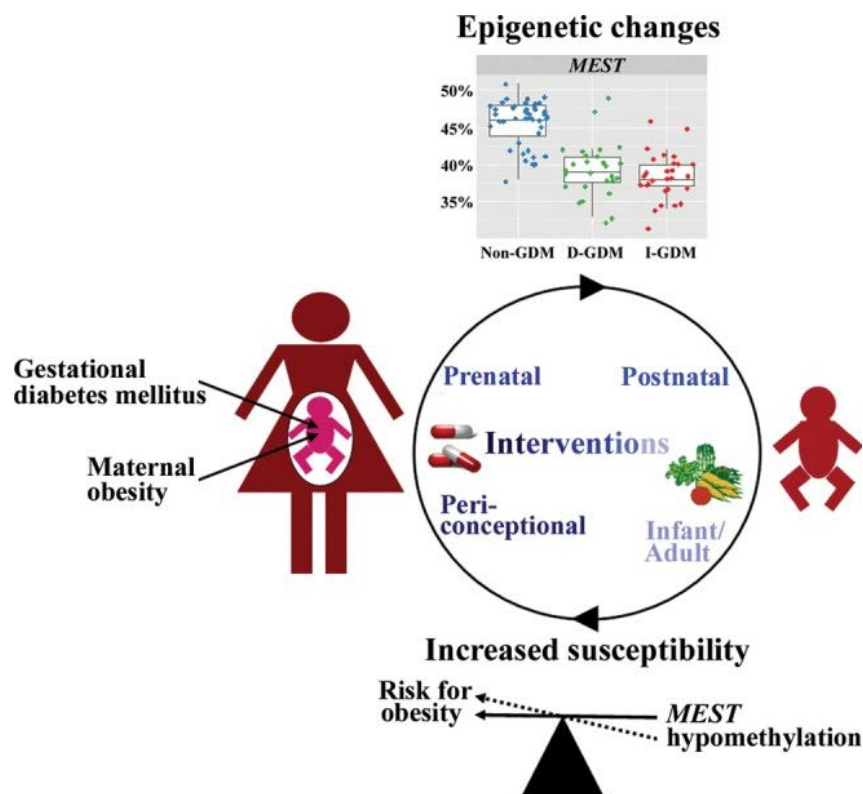 Epigenetic changes
MEST
50%
45%
40%
35%
Non-GDM D-GDM I-GDM
Gestational
diabetes mellitus
Maternal
obesity
Prenatal
Postnatal
Interventions
Peri-
conceptional
Infant/
Adult
Increased susceptibility
Risk for
obesity
MEST
hypomethylation